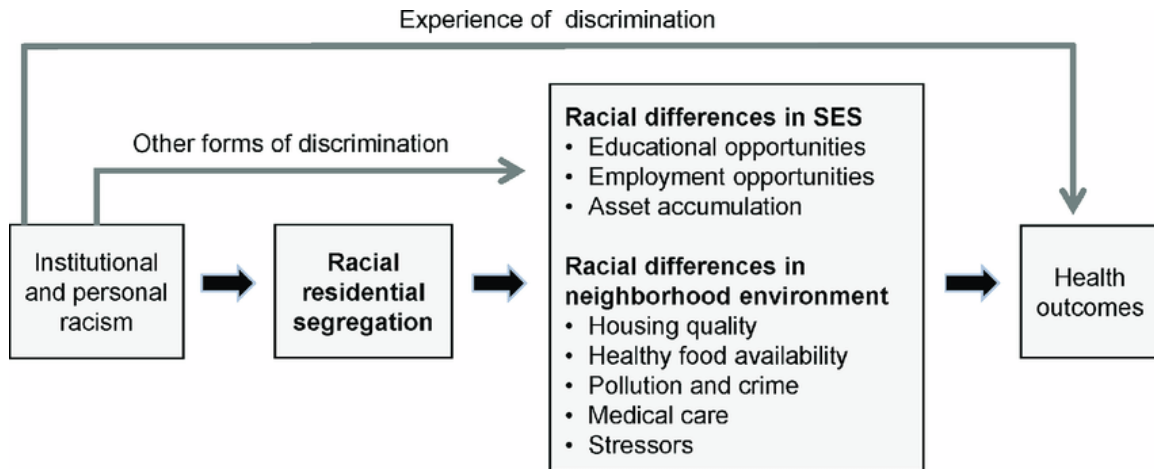 Experience of discrimination
Other forms of discrimination
Institutional
and personal
racism
Racial
residential
segregation
Racial differences in SES
• Educational opportunities
• Employment opportunities
• Asset accumulation
Racial differences in
neighborhood environment
• Housing quality
• Healthy food availability
• Pollution and crime
• Medical care
• Stressors
Health
outcomes